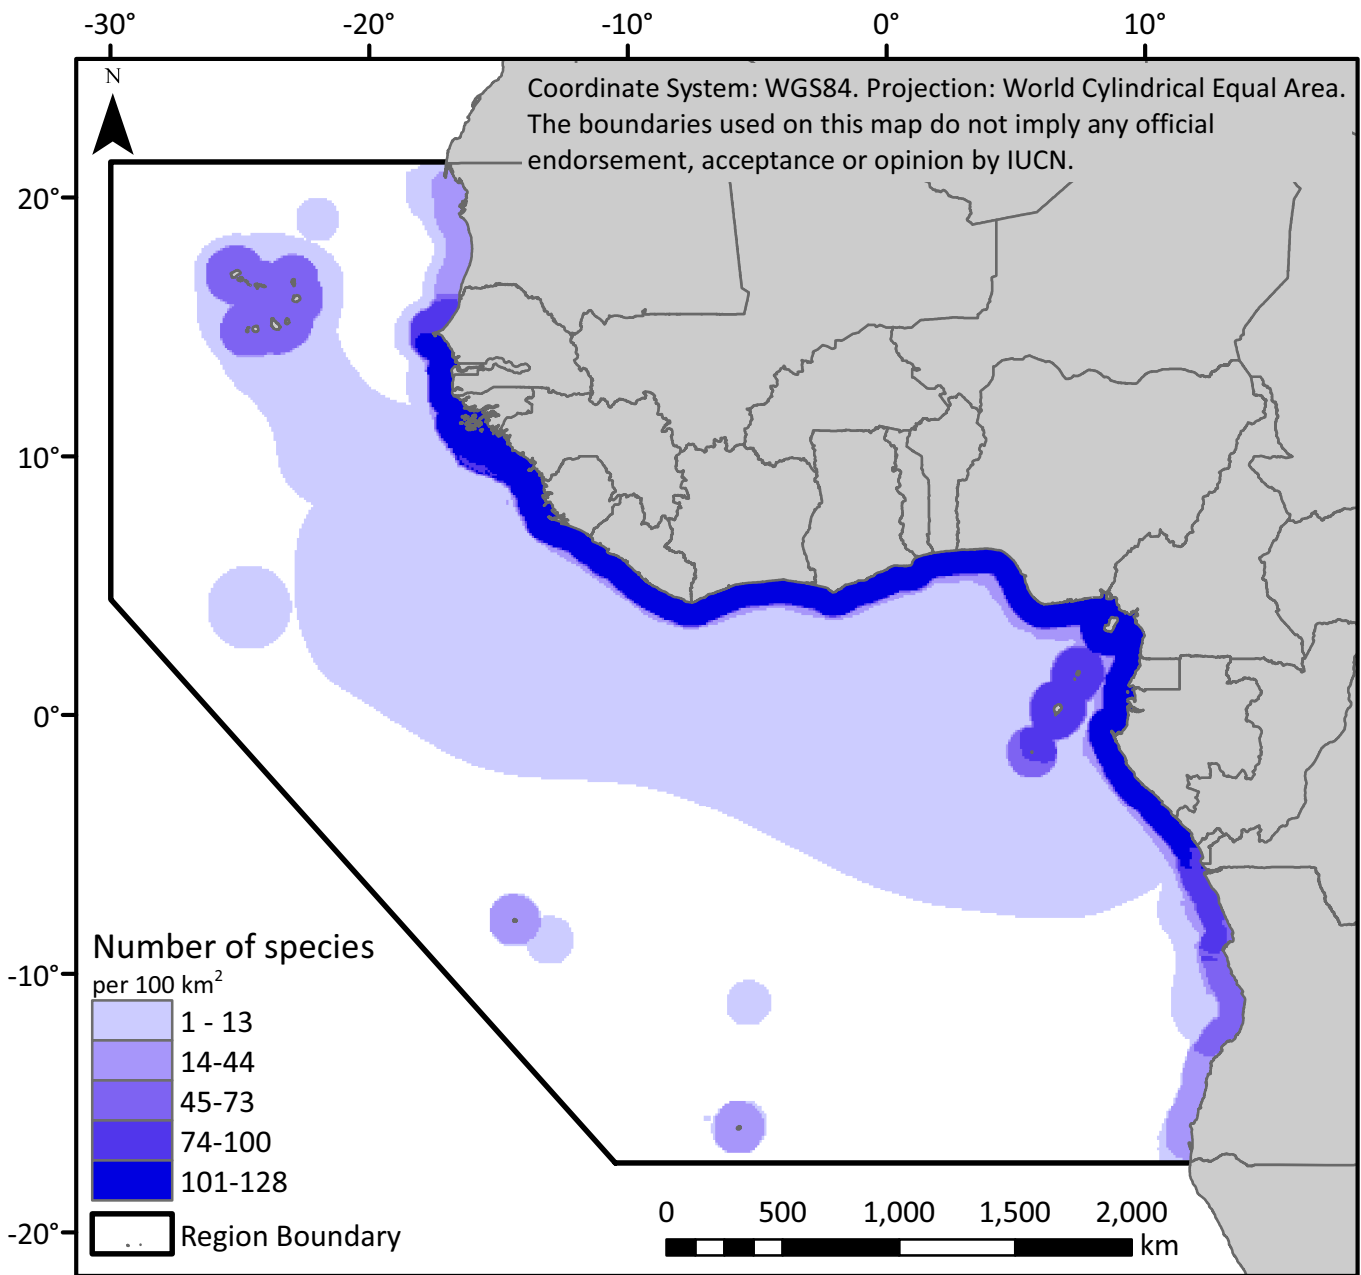 -30° -20° -10° 0° 10°
N
Coordinate System: WGS84. Projection: World Cylindrical Equal Area.
The boundaries used on this map do not imply any official
endorsement, acceptance or opinion by IUCN.
20°
10°
0°
-10°
-20°
Number of species
per 100 km²
1 - 13
14-44
45-73
74-100
101-128
Region Boundary
0 500 1,000 1,500 2,000
km